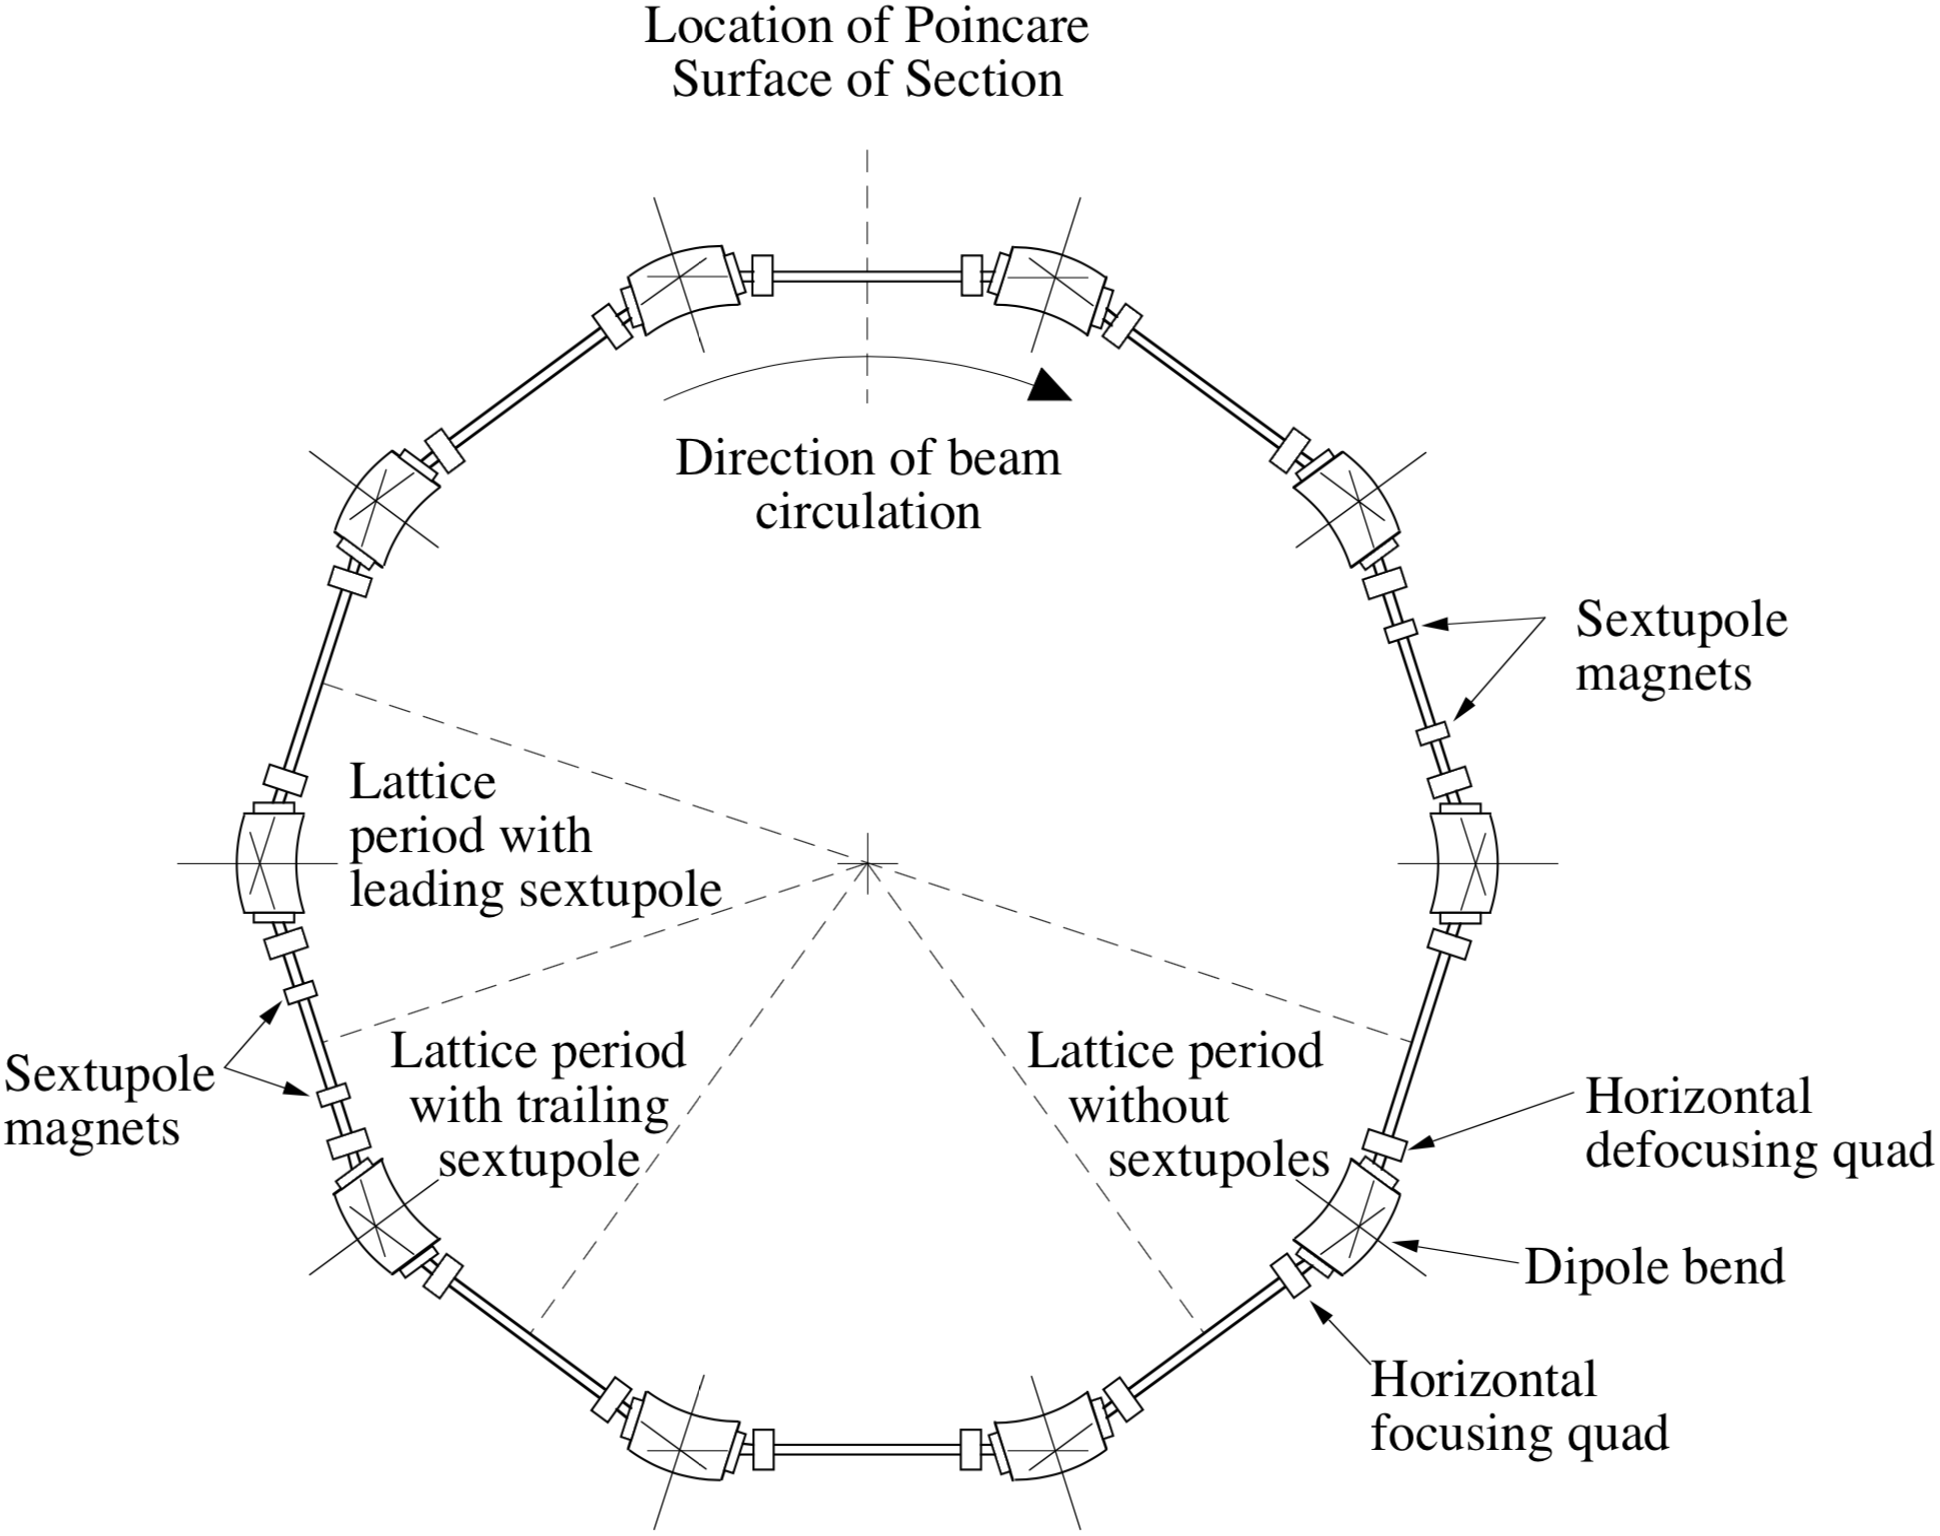 Location of Poincare
Surface of Section
Direction of beam
circulation
Sextupole
magnets
Lattice
period with
leading sextupole
Sextupole
magnets
Lattice period
with trailing
sextupole
Lattice period
without
sextupoles
Horizontal
defocusing quad
Dipole bend
Horizontal
focusing quad